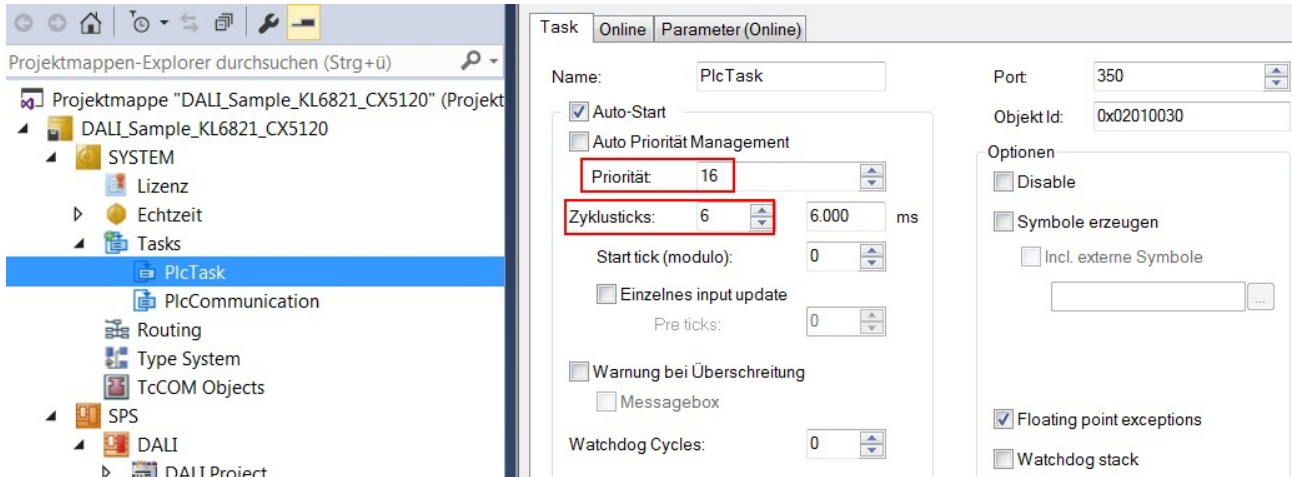 Projektmappen-Explorer durchsuchen (Strg+ü)
Projektmappe "DALI_Sample_KL6821_CX5120" (Projekt
DALI_Sample_KL6821_CX5120
SYSTEM
Lizenz
Echtzeit
Tasks
PlcTask
PlcCommunication
Routing
Type System
TcCOM Objects
SPS
DALI
DALI Project
Task Online Parameter (Online)
Name: PlcTask
Auto-Start
Auto Priorität Management
Priorität: 16
Zyklusticks: 6 6.000 ms
Start tick (modulo): 0
Einzelnes input update
Pre ticks: 0
Warnung bei Überschreitung
Messagebox
Watchdog Cycles: 0
Port: 350
Objekt Id: 0x02010030
Optionen
Disable
Symbole erzeugen
Incl. externe Symbole
...
Floating point exceptions
Watchdog stack